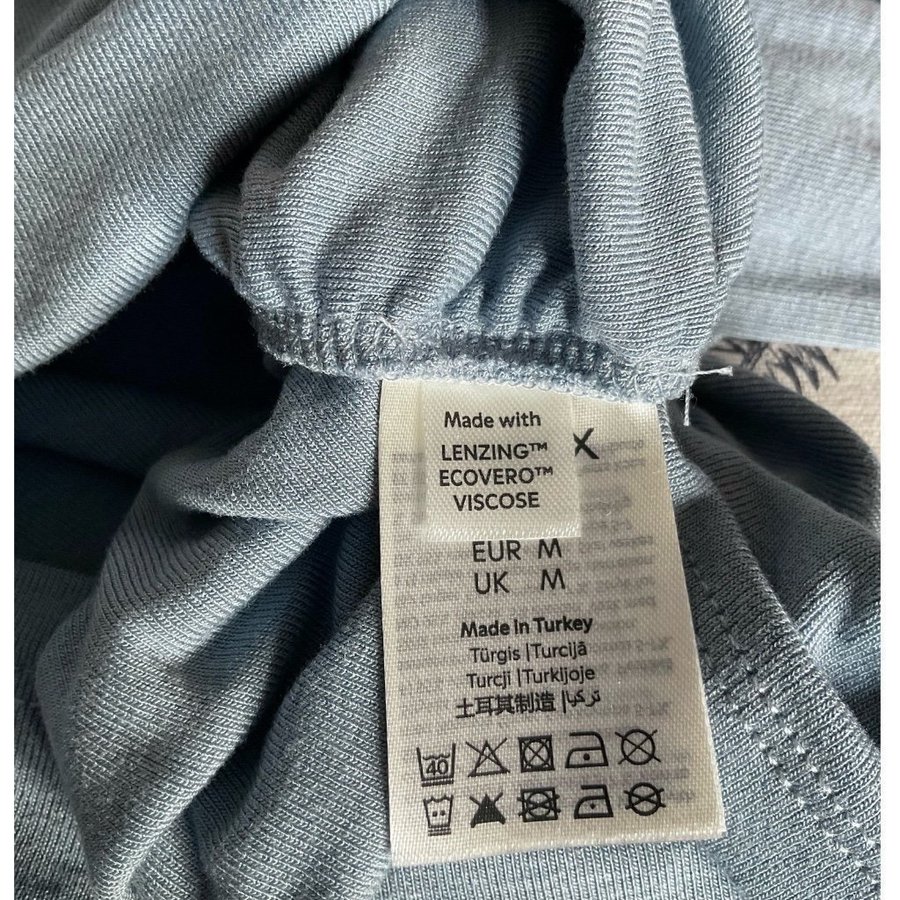 Made with
LENZING™
ECOVERO™
VISCOSE
X
EUR M
UK M
Made in Turkey
Türgis |Turcijā
Turcji |Turkijoje
土耳其制造 |تركيا
40